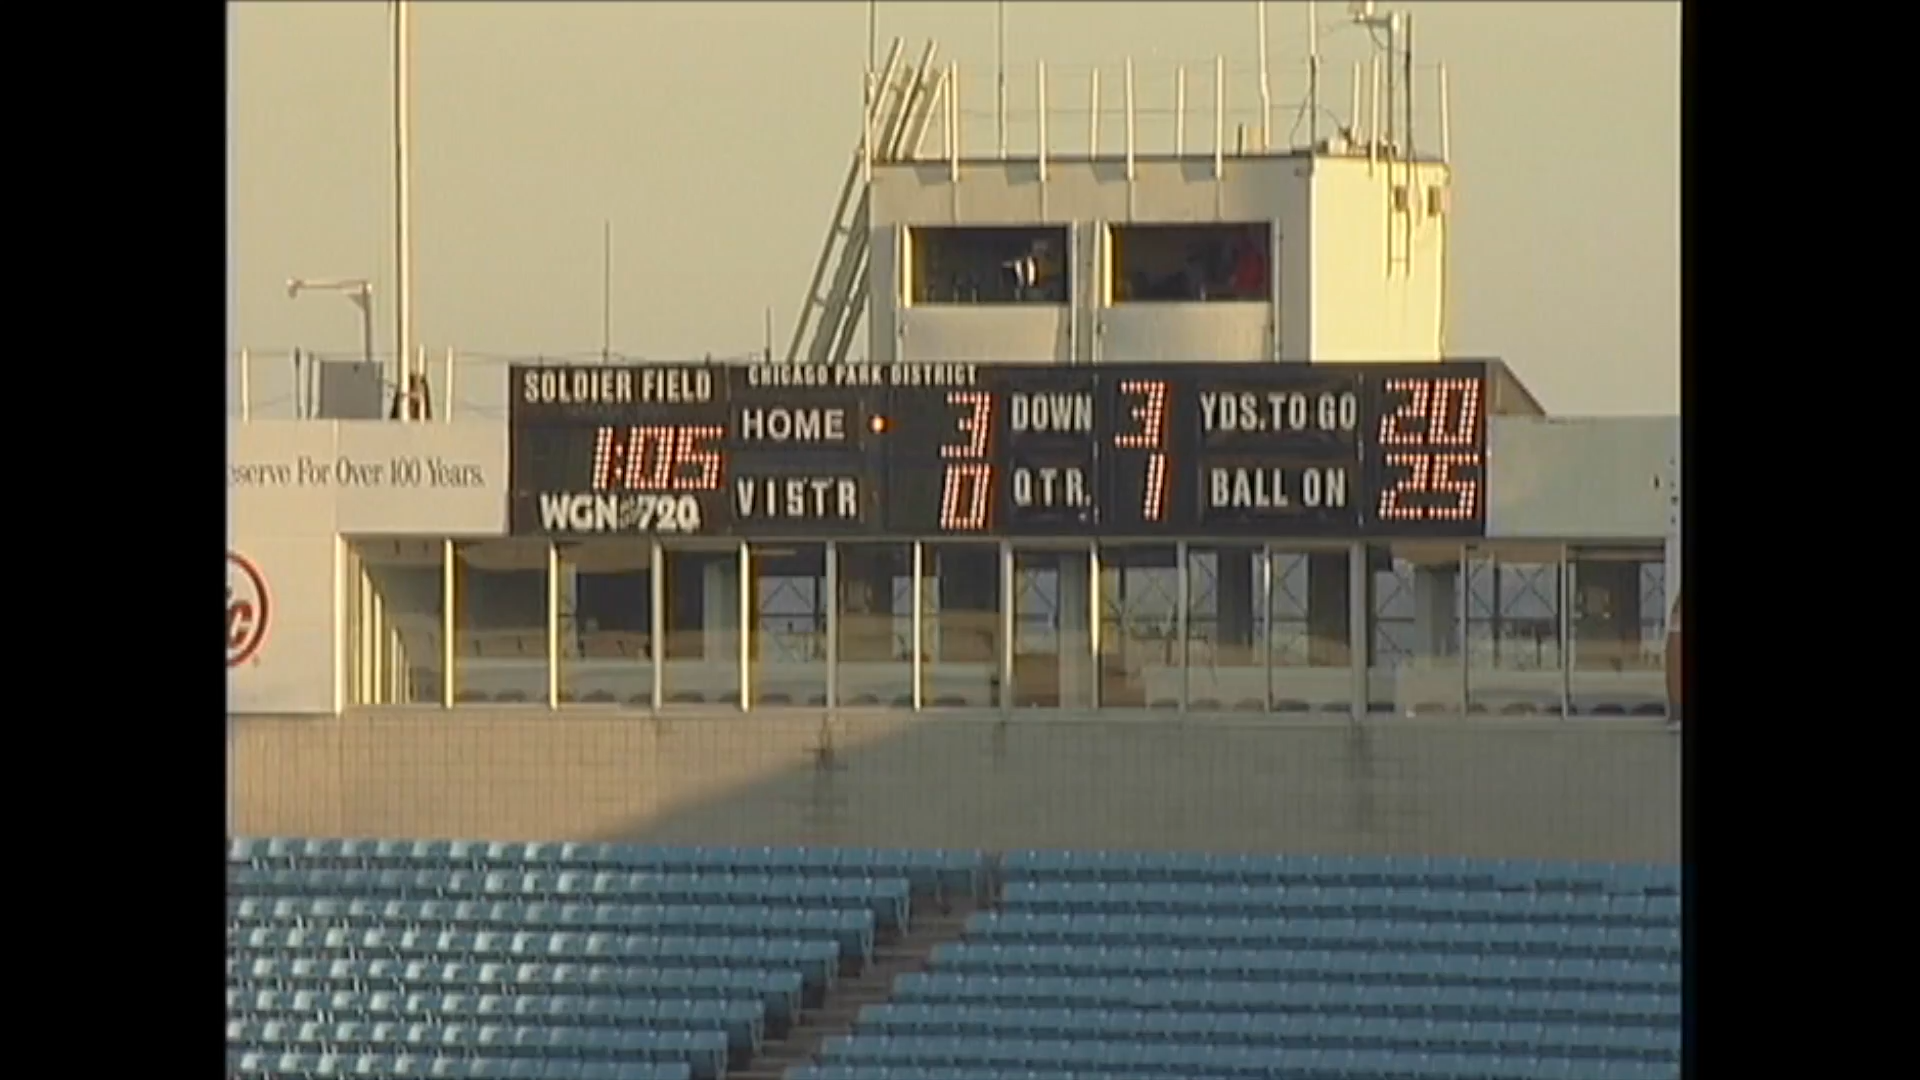 SOLDIER FIELD
CHICAGO PARK DISTRICT
HOME 3 DOWN 3 YDS.TO GO 20
1:05
VISTR 0 QTR. 1 BALL ON 25
WGN 720
eserve For Over 100 Years.
c